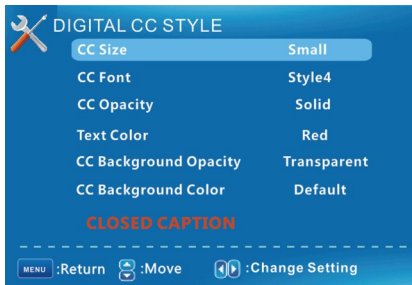 DIGITAL CC STYLE
CC Size Small
CC Font Style4
CC Opacity Solid
Text Color Red
CC Background Opacity Transparent
CC Background Color Default
CLOSED CAPTION
MENU :Return :Move :Change Setting